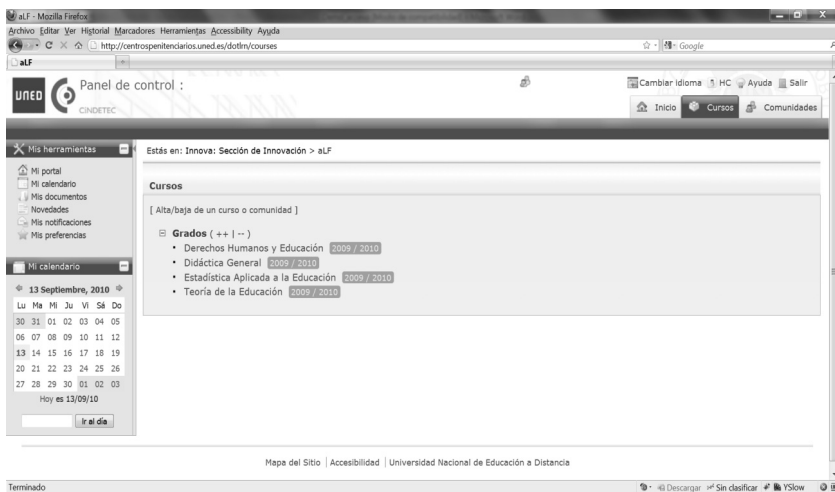 aLF - Mozilla Firefox
Archivo Editar Ver Historial Marcadores Herramientas Accessibility Ayuda
http://centrospenitenciarios.uned.es/dotlrn/courses
Google
aLF
UNED
CINDETEC
Panel de control :
Cambiar idioma HC Ayuda Salir
Inicio Cursos Comunidades
Mis herramientas
Mi portal
Mi calendario
Mis documentos
Novedades
Mis notificaciones
Mis preferencias
Mi calendario
13 Septiembre, 2010
Lu Ma Mi Ju Vi Sá Do
30 31 01 02 03 04 05
06 07 08 09 10 11 12
13 14 15 16 17 18 19
20 21 22 23 24 25 26
27 28 29 30 01 02 03
Hoy es 13/09/10
Ir al día
Estás en: Innova: Sección de Innovación > aLF
Cursos
[ Alta/baja de un curso o comunidad ]
Grados ( ++ | -- )
• Derechos Humanos y Educación 2009 / 2010
• Didáctica General 2009 / 2010
• Estadística Aplicada a la Educación 2009 / 2010
• Teoría de la Educación 2009 / 2010
Mapa del Sitio | Accesibilidad | Universidad Nacional de Educación a Distancia
Terminado
Descargar Sin clasificar YSlow